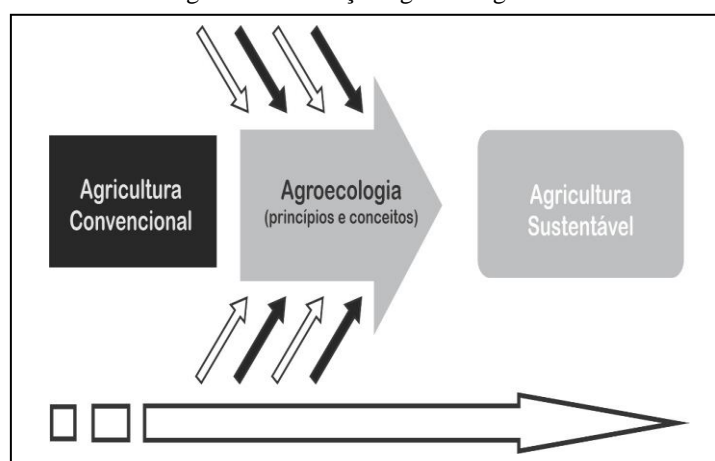 Agricultura
Convencional
Agroecologia
(princípios e conceitos)
Agricultura
Sustentável